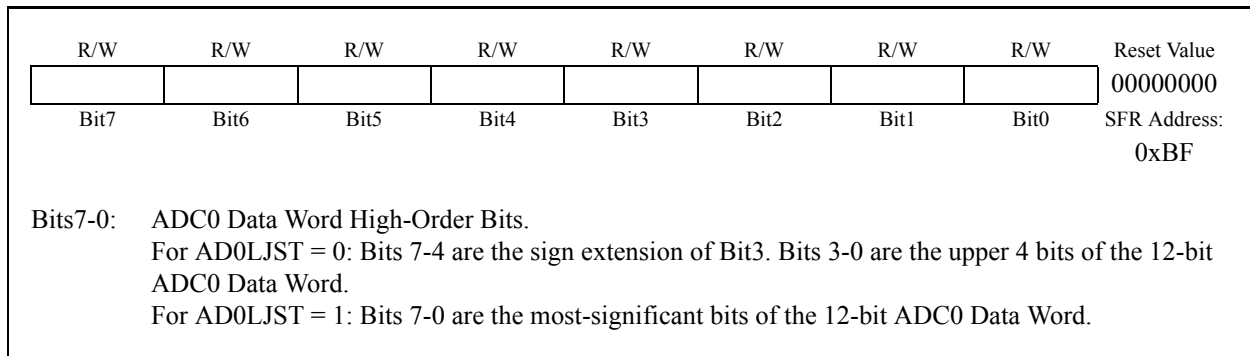 R/W R/W R/W R/W R/W R/W R/W R/W Reset Value
00000000
Bit7 Bit6 Bit5 Bit4 Bit3 Bit2 Bit1 Bit0 SFR Address:
0xBF
Bits7-0: ADC0 Data Word High-Order Bits.
For AD0LJST = 0: Bits 7-4 are the sign extension of Bit3. Bits 3-0 are the upper 4 bits of the 12-bit
ADC0 Data Word.
For AD0LJST = 1: Bits 7-0 are the most-significant bits of the 12-bit ADC0 Data Word.